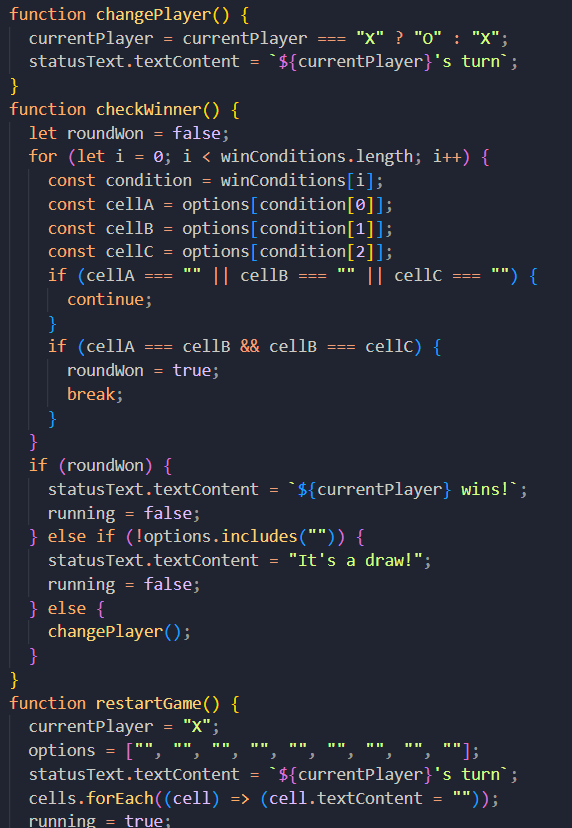 function changePlayer() {
  currentPlayer = currentPlayer === "X" ? "O" : "X";
  statusText.textContent = `${currentPlayer}'s turn`;
}
function checkWinner() {
  let roundWon = false;
  for (let i = 0; i < winConditions.length; i++) {
    const condition = winConditions[i];
    const cellA = options[condition[0]];
    const cellB = options[condition[1]];
    const cellC = options[condition[2]];
    if (cellA === "" || cellB === "" || cellC === "") {
      continue;
    }
    if (cellA === cellB && cellB === cellC) {
      roundWon = true;
      break;
    }
  }
  if (roundWon) {
    statusText.textContent = `${currentPlayer} wins!`;
    running = false;
  } else if (!options.includes("")) {
    statusText.textContent = "It's a draw!";
    running = false;
  } else {
    changePlayer();
  }
}
function restartGame() {
  currentPlayer = "X";
  options = ["", "", "", "", "", "", "", "", ""];
  statusText.textContent = `${currentPlayer}'s turn`;
  cells.forEach((cell) => (cell.textContent = ""));
  running = true;